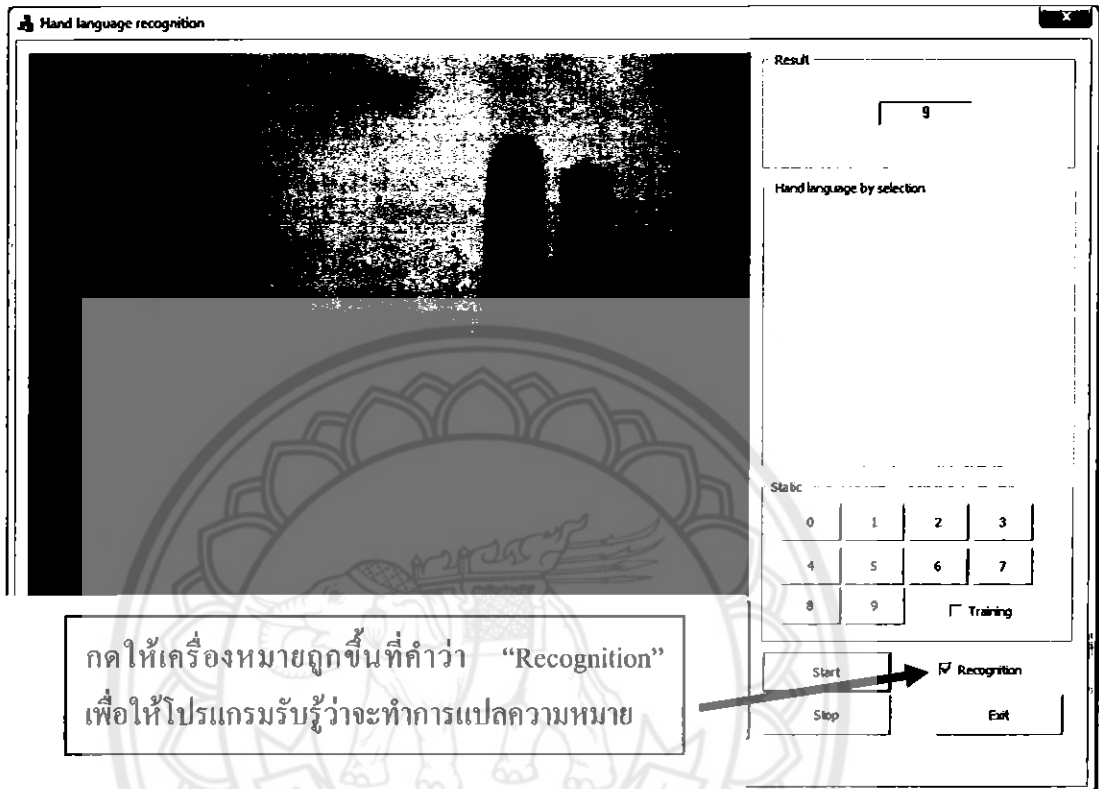 Hand language recognition
x
Result
9
Hand language by selection
Static
0 1 2 3
4 5 6 7
8 9 Training
กดให้เครื่องหมายถูกขึ้นที่คำว่า “Recognition”
เพื่อให้โปรแกรมรับรู้ว่าจะทำการแปลความหมาย
Start Recognition
Stop Exit